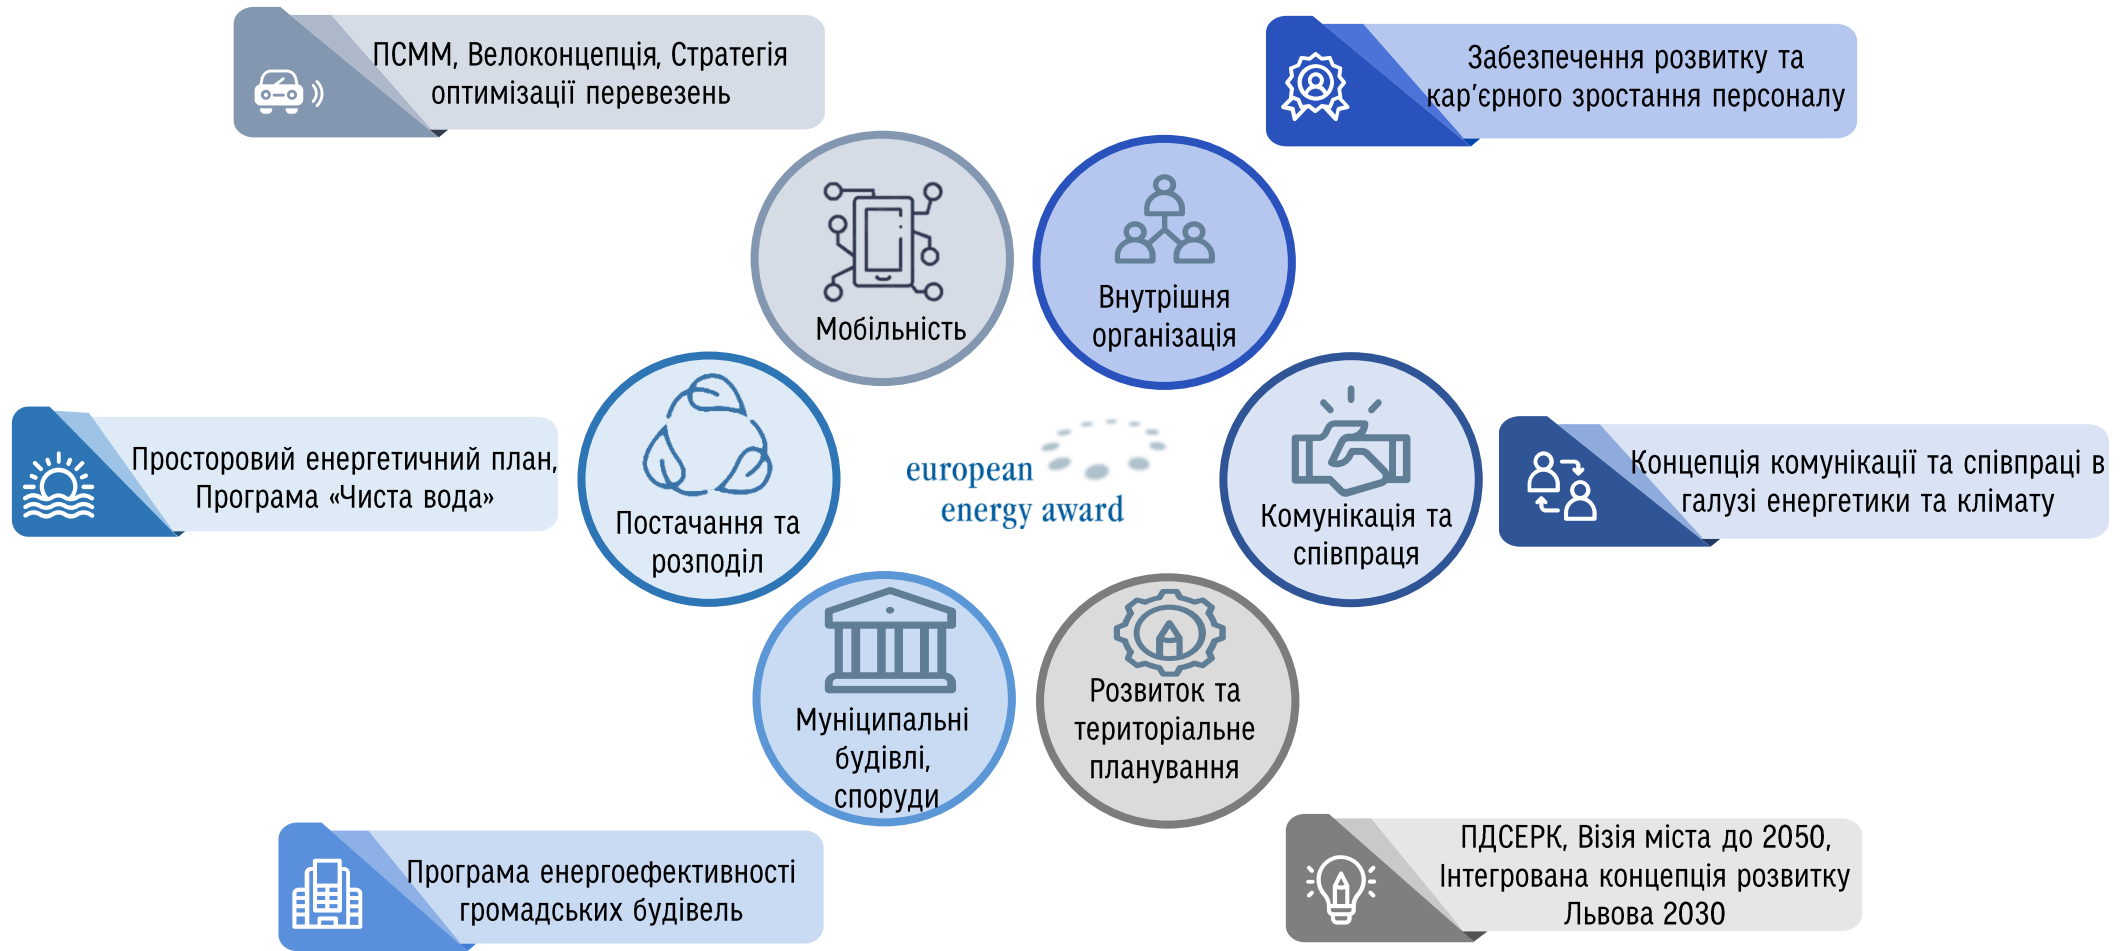 ПСММ, Велоконцепція, Стратегія
оптимізації перевезень
Забезпечення розвитку та
кар’єрного зростання персоналу
Мобільність
Внутрішня
організація
Просторовий енергетичний план,
Програма «Чиста вода»
Постачання та
розподіл
european
energy award
Комунікація та
співпраця
Концепція комунікації та співпраці в
галузі енергетики та клімату
Муніципальні
будівлі,
споруди
Розвиток та
територіальне
планування
Програма енергоефективності
громадських будівель
ПДСЕРК, Візія міста до 2050,
Інтегрована концепція розвитку
Львова 2030